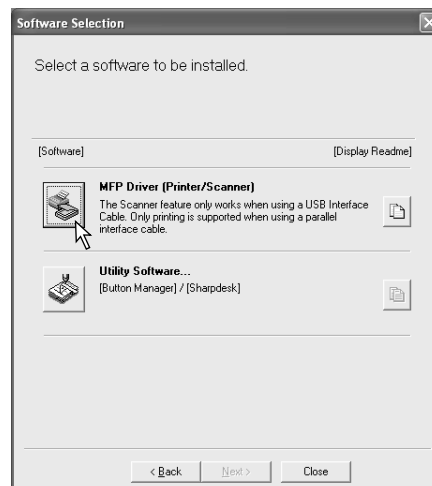 Software Selection
Select a software to be installed.
[Software] [Display Readme]
MFP Driver (Printer/Scanner)
The Scanner feature only works when using a USB Interface
Cable. Only printing is supported when using a parallel
interface cable.
Utility Software...
[Button Manager] / [Sharpdesk]
< Back Next > Close